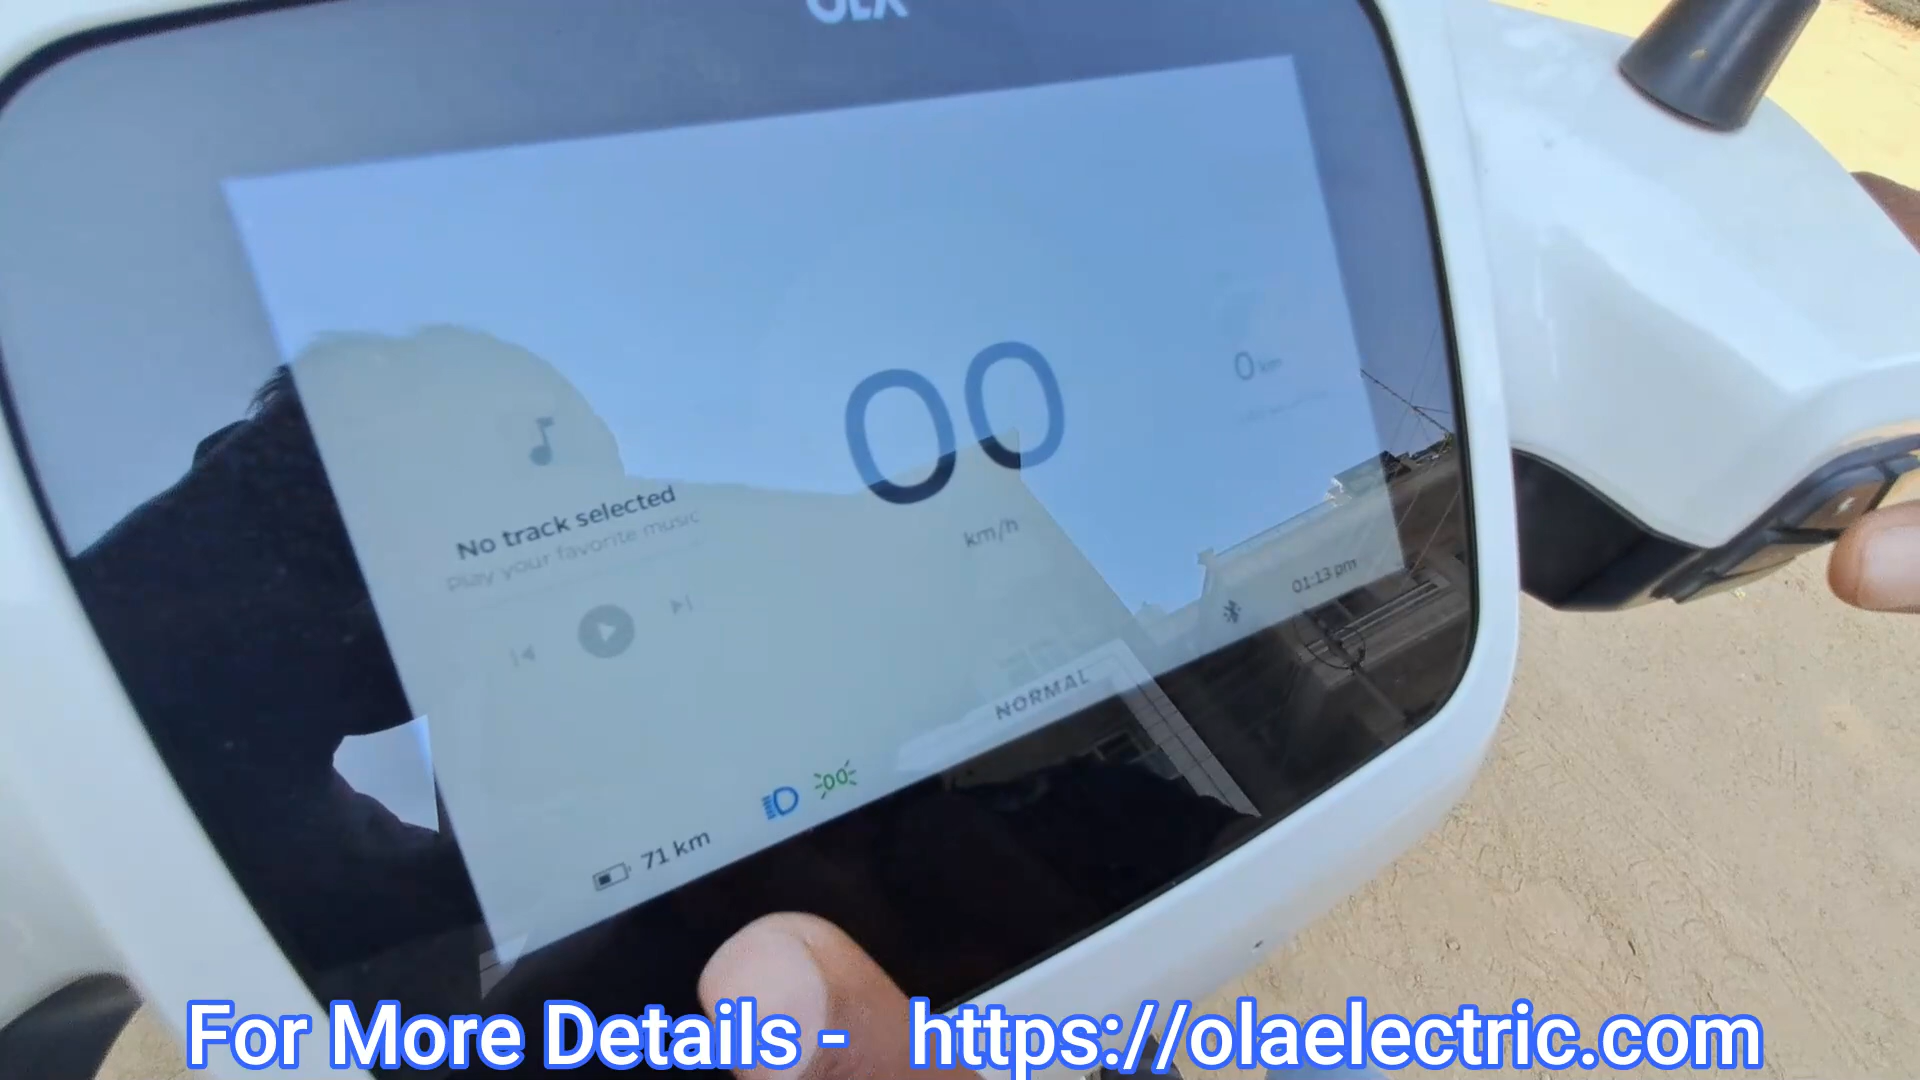 OLA
00
km/h
0 km
No track selected
play your favorite music
01:13 pm
NORMAL
71 km
For More Details - https://olaelectric.com